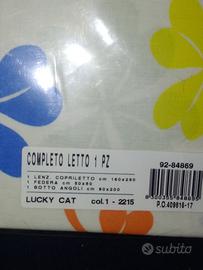 COMPLETO LETTO 1 PZ
92-84869
1 LENZ. COPRILETTO cm 160x280
1 FEDERA cm 50x80
1 SOTTO ANGOLI cm 90x200
LUCKY CAT col.1 - 2215
P.O.409816-17
subito